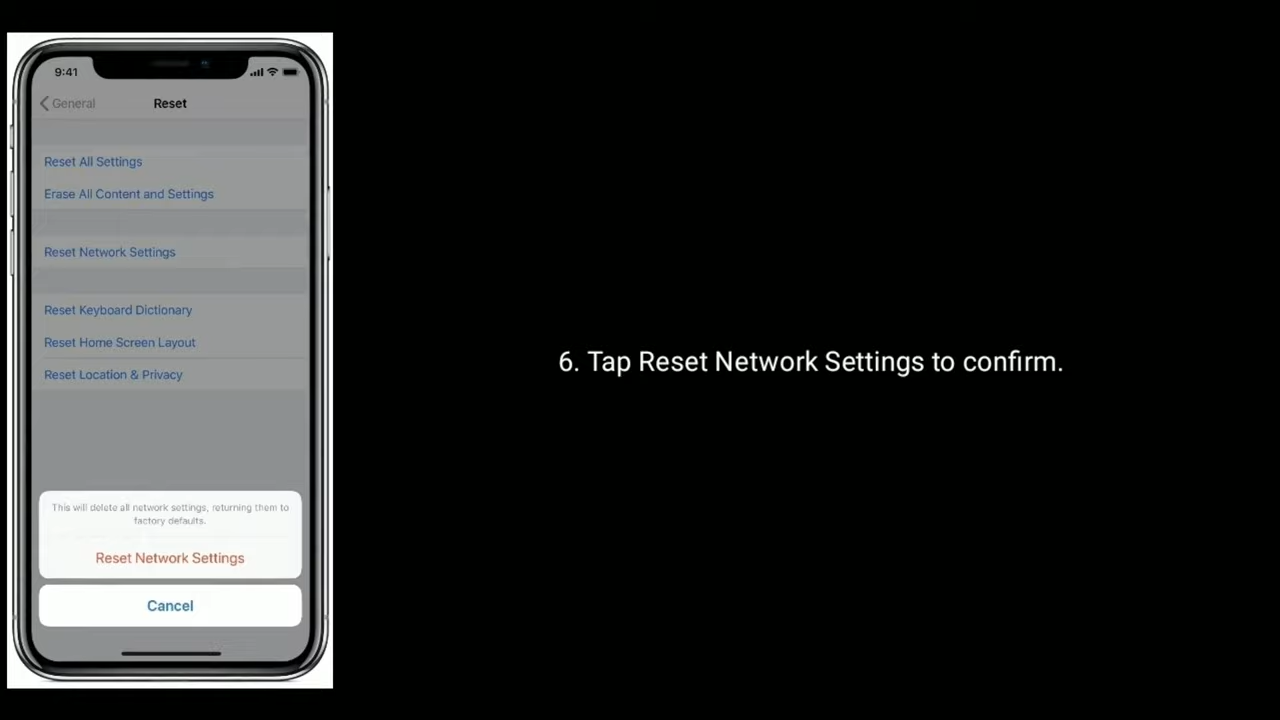 9:41
General
Reset
Reset All Settings
Erase All Content and Settings
Reset Network Settings
Reset Keyboard Dictionary
Reset Home Screen Layout
Reset Location & Privacy
This will delete all network settings, returning them to
factory defaults.
Reset Network Settings
Cancel
6. Tap Reset Network Settings to confirm.